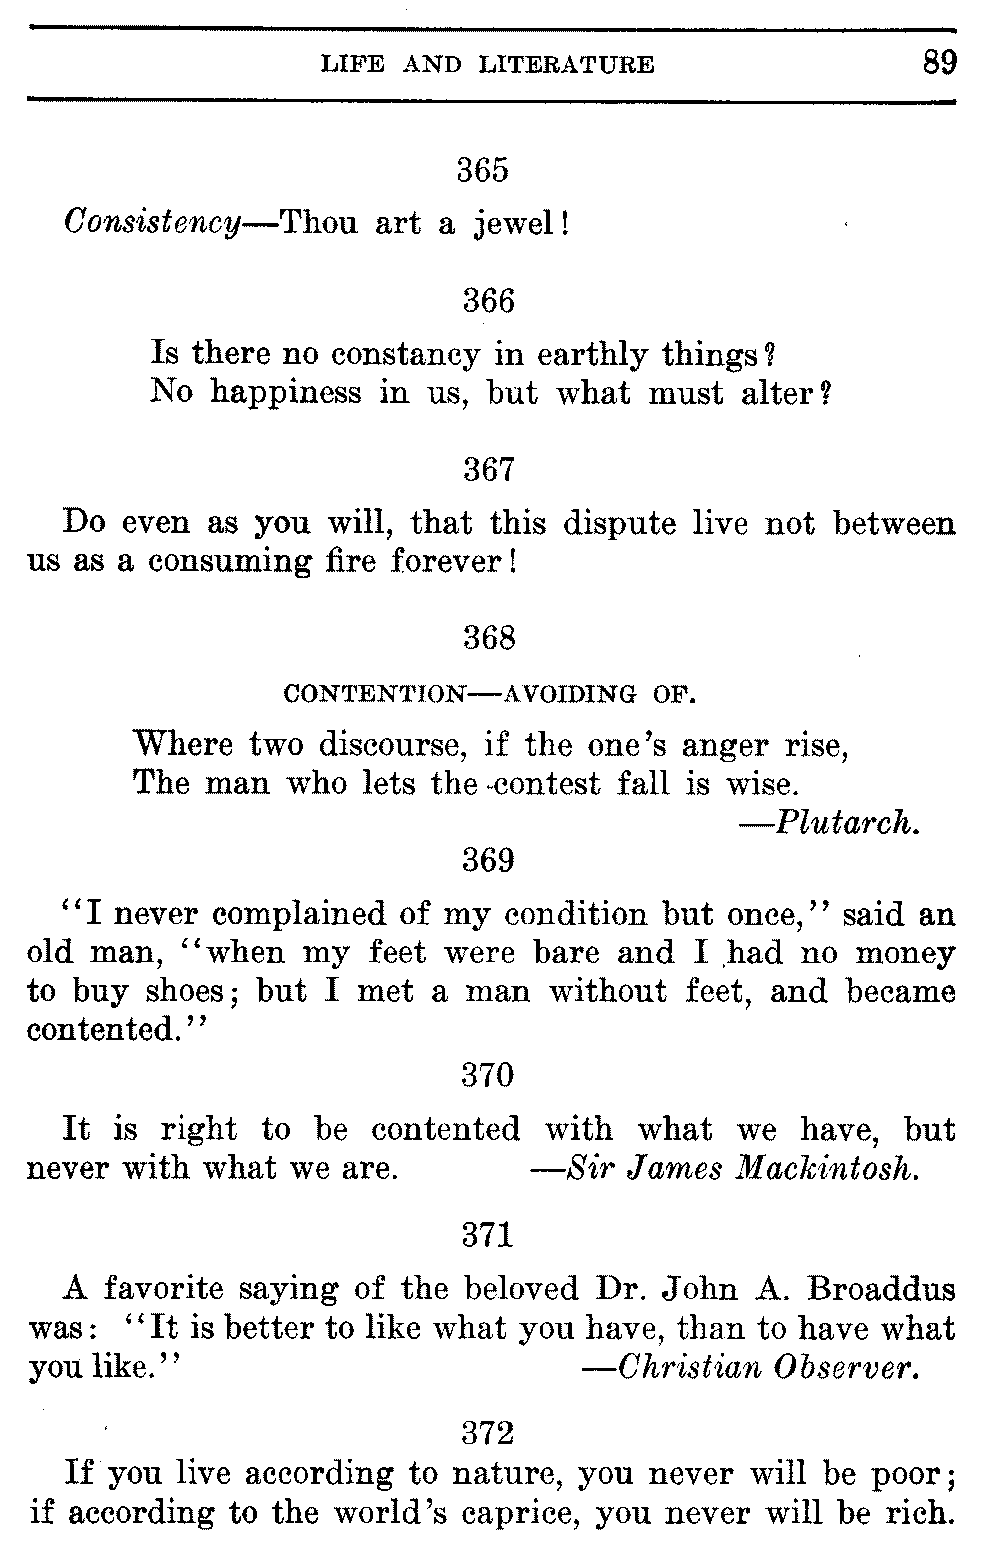 LIFE AND LITERATURE 89
365
Consistency—Thou art a jewel!
366
Is there no constancy in earthly things?
No happiness in us, but what must alter?
367
Do even as you will, that this dispute live not between
us as a consuming fire forever!
368
CONTENTION—AVOIDING OF.
Where two discourse, if the one's anger rise,
The man who lets the contest fall is wise.
—Plutarch.
369
"I never complained of my condition but once," said an
old man, "when my feet were bare and I had no money
to buy shoes; but I met a man without feet, and became
contented."
370
It is right to be contented with what we have, but
never with what we are. —Sir James Mackintosh.
371
A favorite saying of the beloved Dr. John A. Broaddus
was: "It is better to like what you have, than to have what
you like." —Christian Observer.
372
If you live according to nature, you never will be poor;
if according to the world's caprice, you never will be rich.